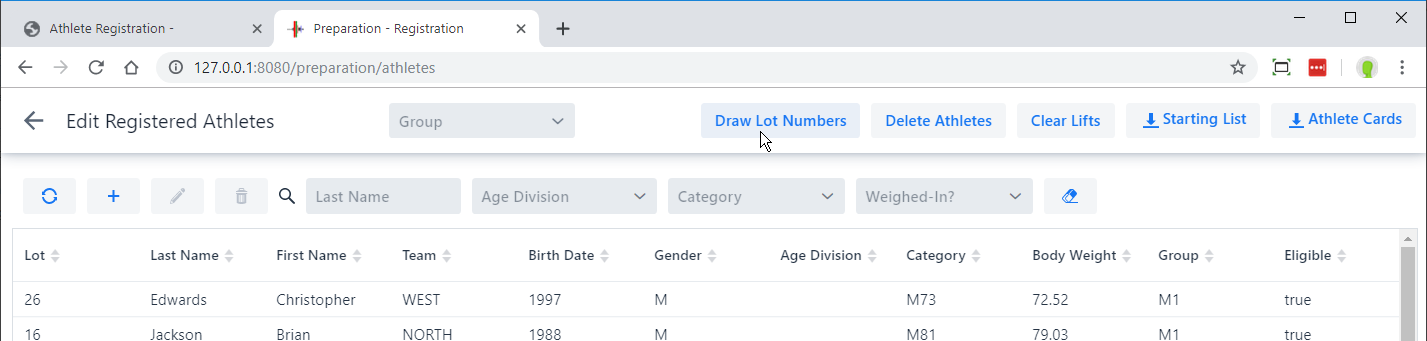 Athlete Registration -
Preparation - Registration
127.0.0.1:8080/preparation/athletes
Edit Registered Athletes Group Draw Lot Numbers Delete Athletes Clear Lifts Starting List Athlete Cards
Last Name Age Division Category Weighed-In?
Lot Last Name First Name Team Birth Date Gender Age Division Category Body Weight Group Eligible
26 Edwards Christopher WEST 1997 M M73 72.52 M1 true
16 Jackson Brian NORTH 1988 M M81 79.03 M1 true